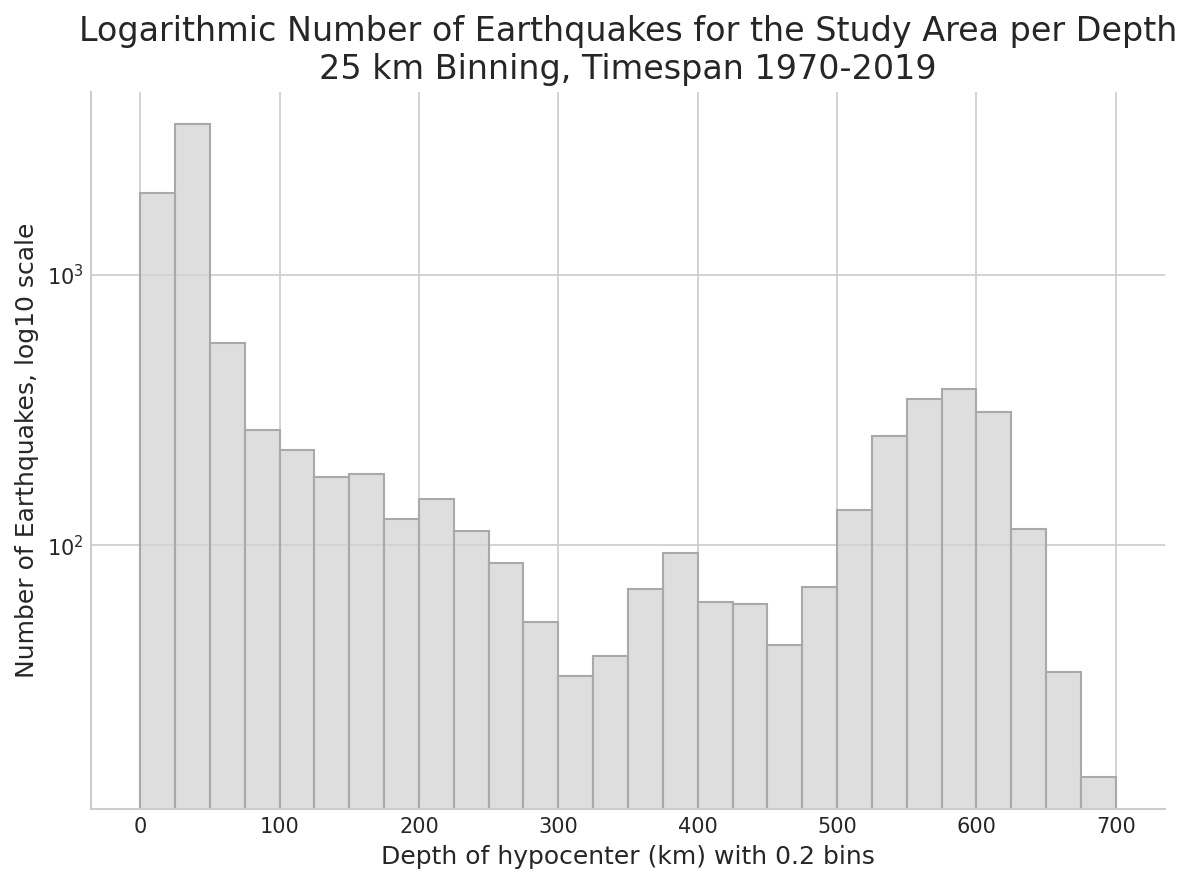 Logarithmic Number of Earthquakes for the Study Area per Depth
25 km Binning, Timespan 1970-2019
Number of Earthquakes, log10 scale
10³
10²
0 100 200 300 400 500 600 700
Depth of hypocenter (km) with 0.2 bins